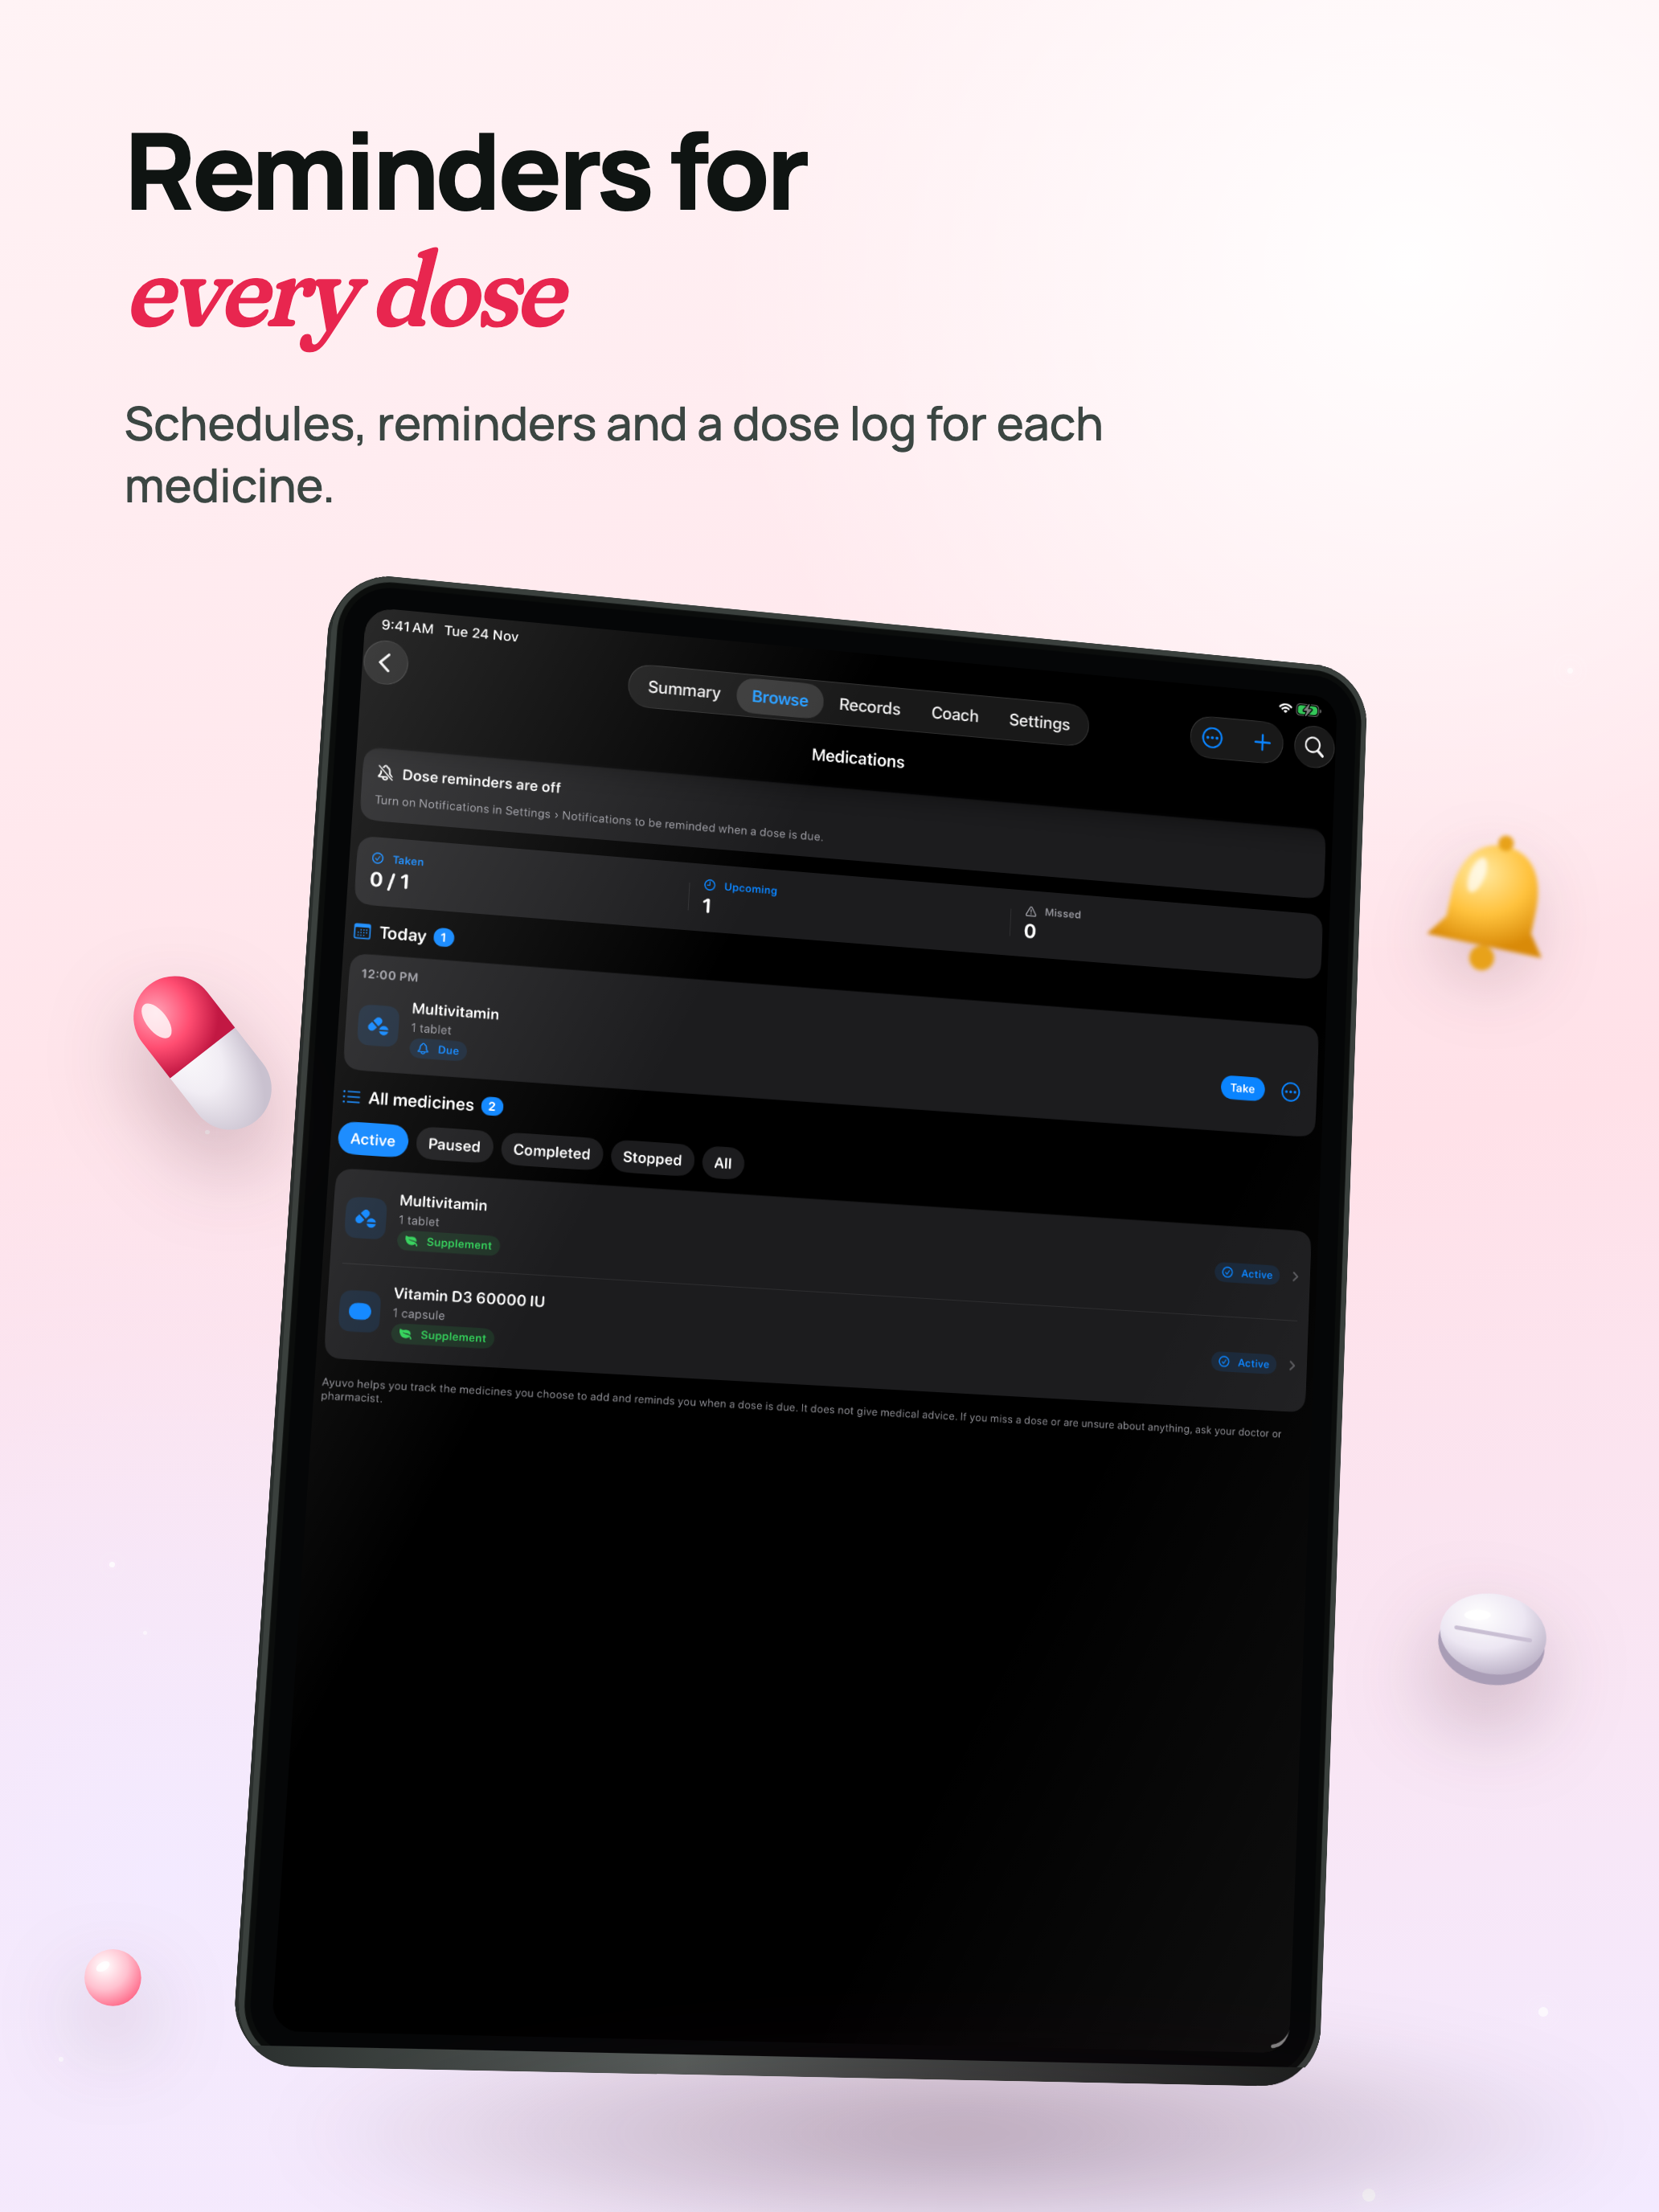 Reminders for
every dose
Schedules, reminders and a dose log for each
medicine.
9:41 AM Tue 24 Nov
Summary Browse Records Coach Settings
Medications
Dose reminders are off
Turn on Notifications in Settings › Notifications to be reminded when a dose is due.
Taken
0 / 1
Upcoming
1
Missed
0
Today 1
12:00 PM
Multivitamin
1 tablet
Due
Take
All medicines 2
Active Paused Completed Stopped All
Multivitamin
1 tablet
Supplement
Active
Vitamin D3 60000 IU
1 capsule
Supplement
Active
Ayuvo helps you track the medicines you choose to add and reminds you when a dose is due. It does not give medical advice. If you miss a dose or are unsure about anything, ask your doctor or
pharmacist.